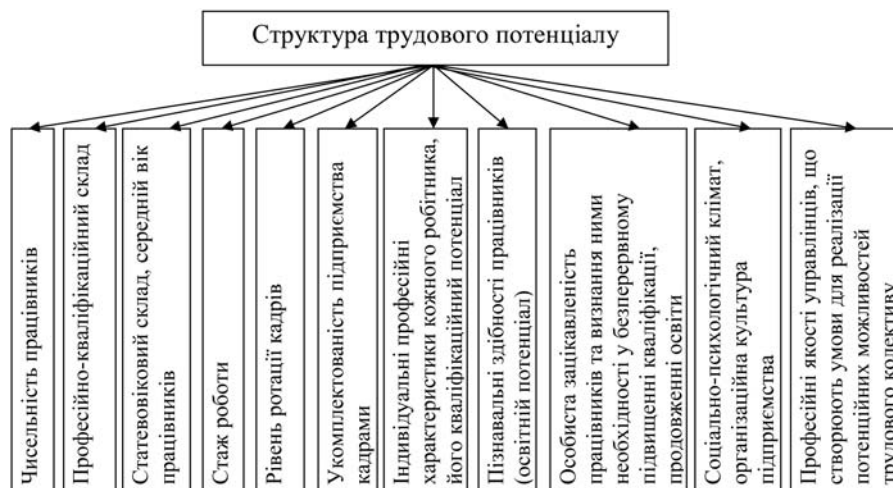 Структура трудового потенціалу
Чисельність працівників
Професійно-кваліфікаційний склад
Статевовіковий склад, середній вік
працівників
Стаж роботи
Рівень ротації кадрів
Укомплектованість підприємства
кадрами
Індивідуальні професійні
характеристики кожного робітника,
його кваліфікаційний потенціал
Пізнавальні здібності працівників
(освітній потенціал)
Особиста зацікавленість
працівників та визнання ними
необхідності у безперервному
підвищенні кваліфікації,
продовженні освіти
Соціально-психологічний клімат,
організаційна культура
підприємства
Професійні якості управлінців, що
створюють умови для реалізації
потенційних можливостей
трудового колективу